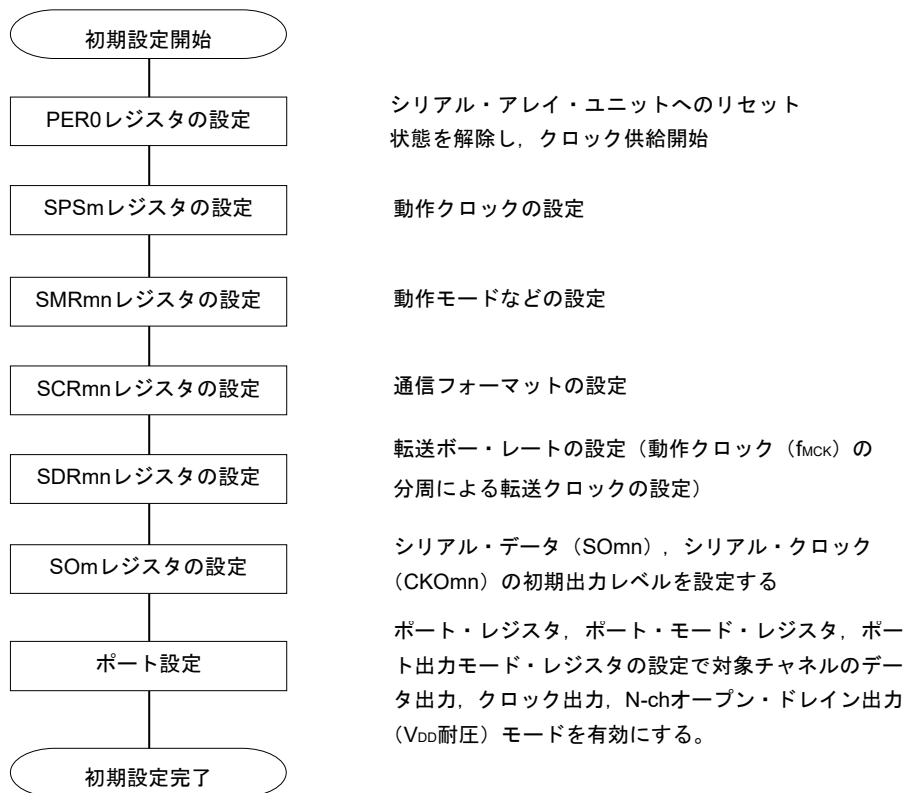 初期設定開始
PER0レジスタの設定
シリアル・アレイ・ユニットへのリセット
状態を解除し，クロック供給開始
SPSmレジスタの設定
動作クロックの設定
SMRmnレジスタの設定
動作モードなどの設定
SCRmnレジスタの設定
通信フォーマットの設定
SDRmnレジスタの設定
転送ボー・レートの設定（動作クロック（fMCK）の
分周による転送クロックの設定）
SOmレジスタの設定
シリアル・データ（SOmn），シリアル・クロック
（CKOmn）の初期出力レベルを設定する
ポート設定
ポート・レジスタ，ポート・モード・レジスタ，ポー
ト出力モード・レジスタの設定で対象チャネルのデー
タ出力，クロック出力，N-chオープン・ドレイン出力
（VDD耐圧）モードを有効にする。
初期設定完了